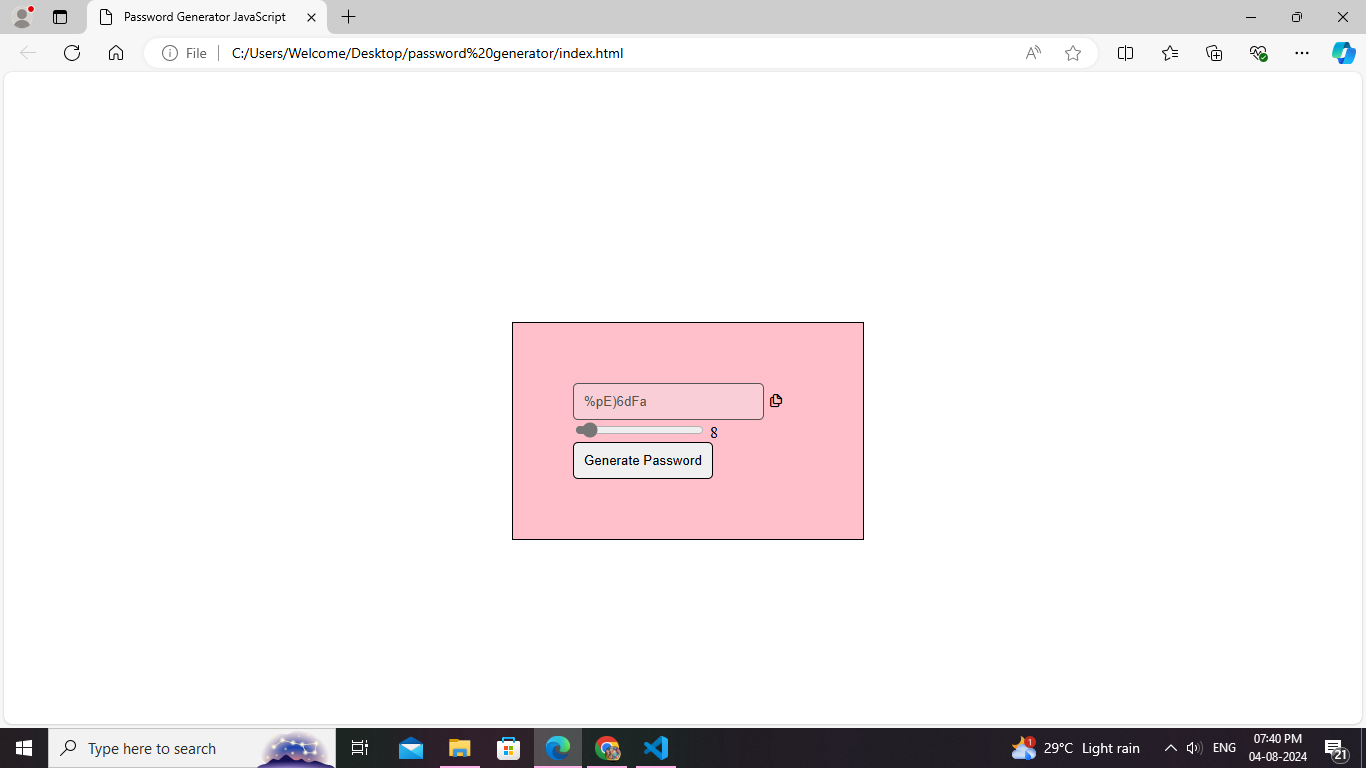 Password Generator JavaScript
File
C:/Users/Welcome/Desktop/password%20generator/index.html
%pE)6dFa
8
Generate Password
Type here to search
1
29°C Light rain
ENG
07:40 PM
04-08-2024
21